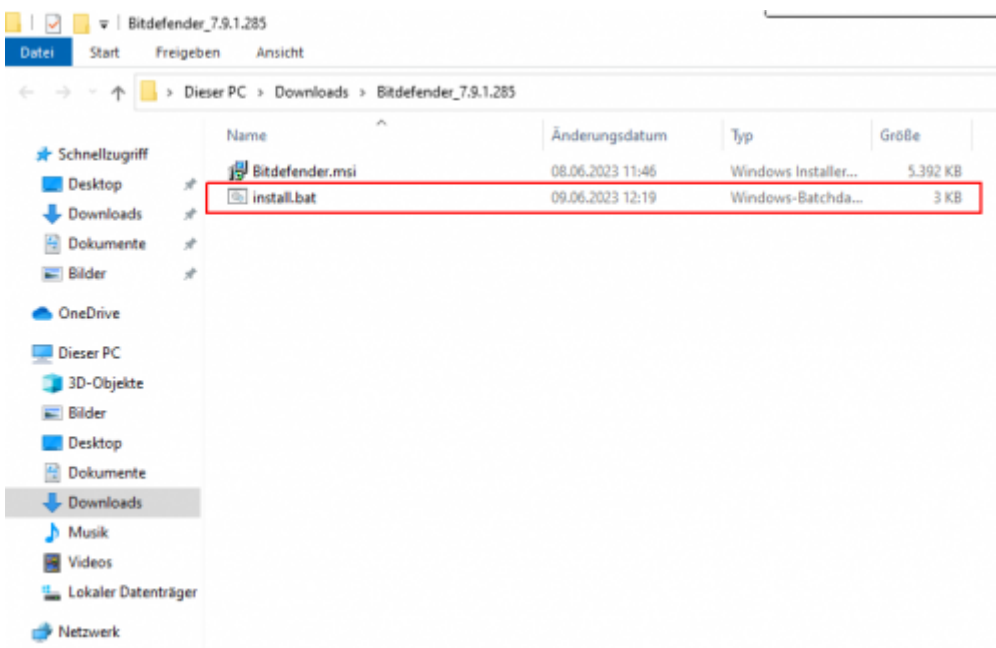 Bitdefender_7.9.1.285
Datei Start Freigeben Ansicht
Dieser PC Downloads Bitdefender_7.9.1.285
Name Änderungsdatum Typ Größe
Bitdefender.msi 08.06.2023 11:46 Windows Installer... 5.392 KB
install.bat 09.06.2023 12:19 Windows-Batchda... 3 KB
Schnellzugriff
Desktop
Downloads
Dokumente
Bilder
OneDrive
Dieser PC
3D-Objekte
Bilder
Desktop
Dokumente
Downloads
Musik
Videos
Lokaler Datenträger
Netzwerk